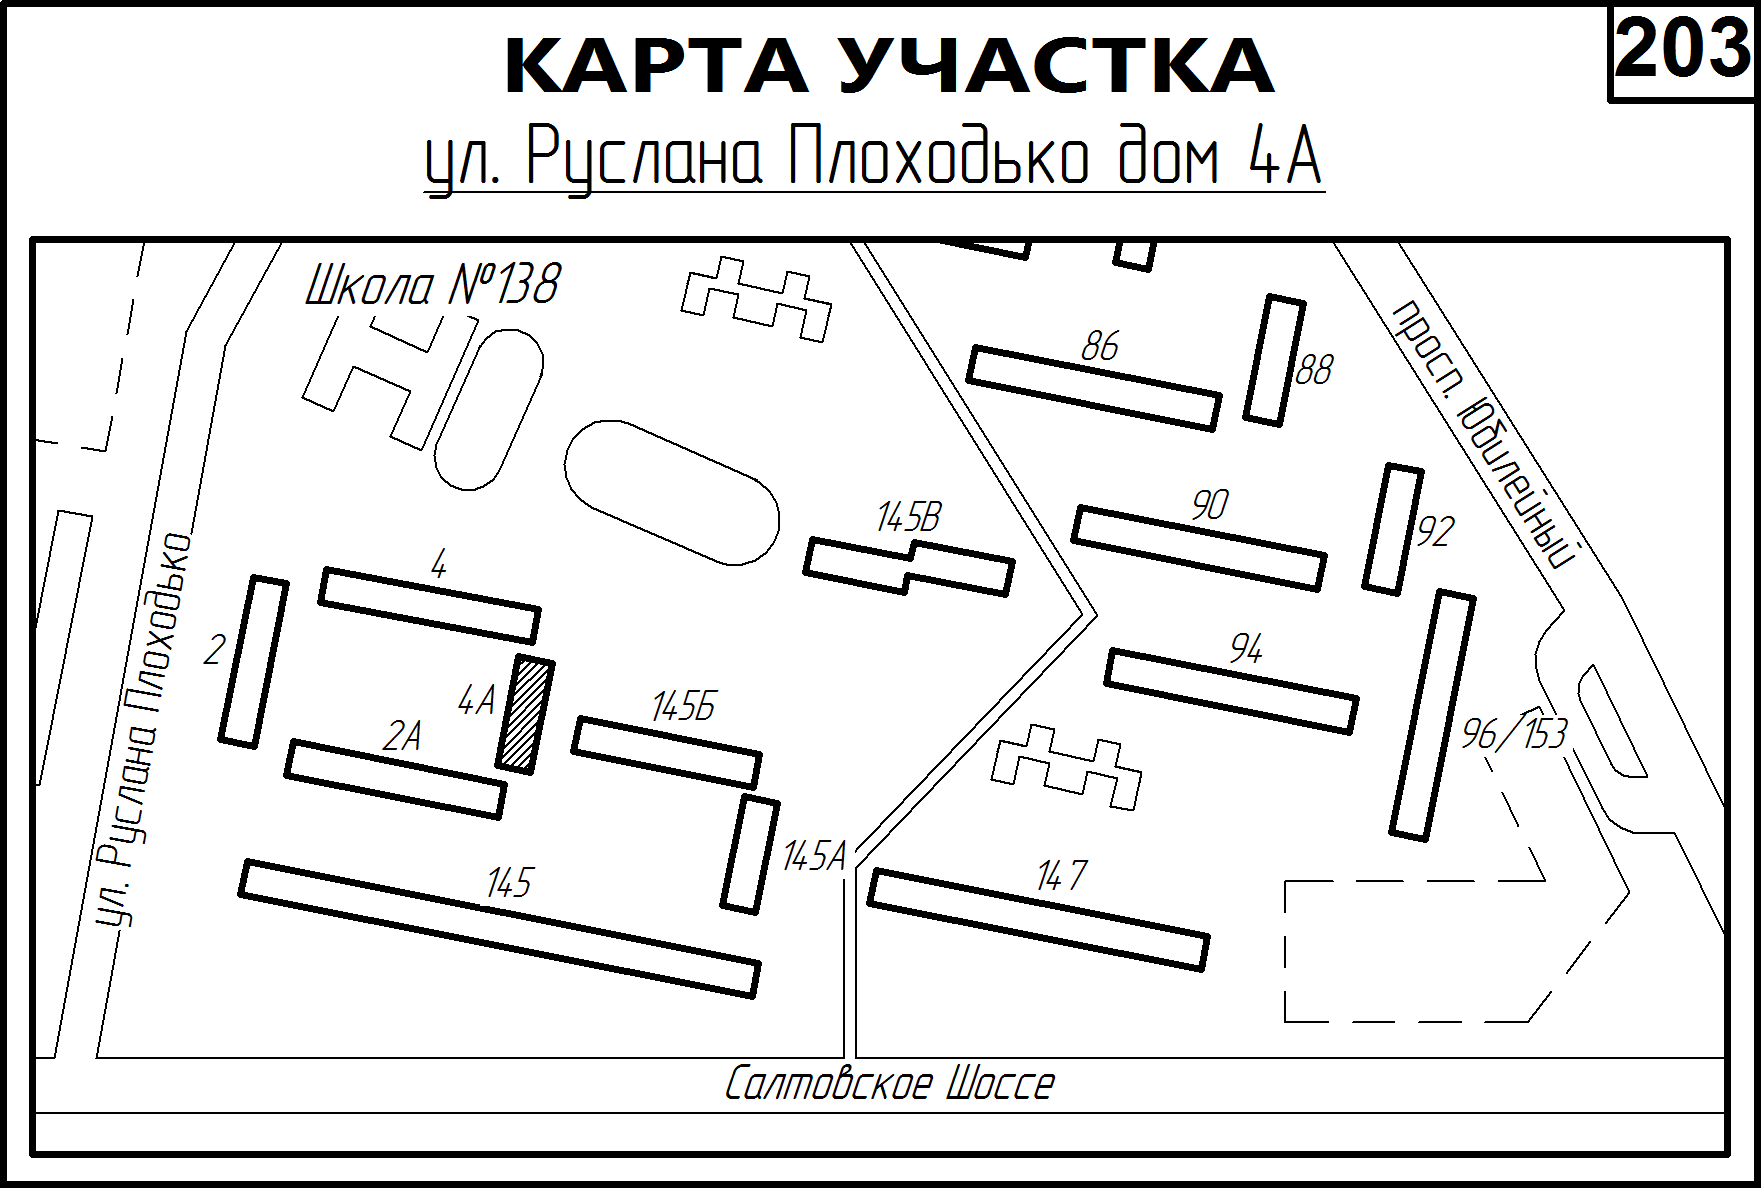 203
КАРТА УЧАСТКА
ул. Руслана Плоходько дом 4А
Школа №138
86
88
просп. Юбилейный
90
92
145В
4
2
94
4А
145Б
2А
96/153
ул. Руслана Плоходько
145А
145
147
Салтовское Шоссе